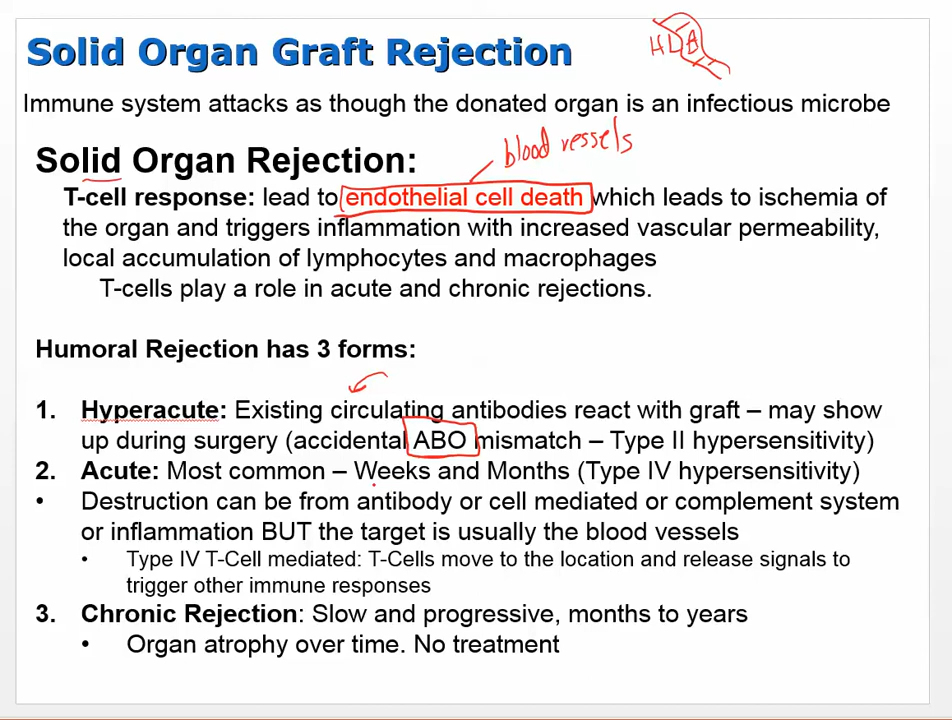 Solid Organ Graft Rejection
HLA
Immune system attacks as though the donated organ is an infectious microbe
blood vessels
Solid Organ Rejection:
T-cell response: lead to endothelial cell death which leads to ischemia of
the organ and triggers inflammation with increased vascular permeability,
local accumulation of lymphocytes and macrophages
T-cells play a role in acute and chronic rejections.
Humoral Rejection has 3 forms:
1. Hyperacute: Existing circulating antibodies react with graft – may show
up during surgery (accidental ABO mismatch – Type II hypersensitivity)
2. Acute: Most common – Weeks and Months (Type IV hypersensitivity)
• Destruction can be from antibody or cell mediated or complement system
or inflammation BUT the target is usually the blood vessels
• Type IV T-Cell mediated: T-Cells move to the location and release signals to
trigger other immune responses
3. Chronic Rejection: Slow and progressive, months to years
• Organ atrophy over time. No treatment